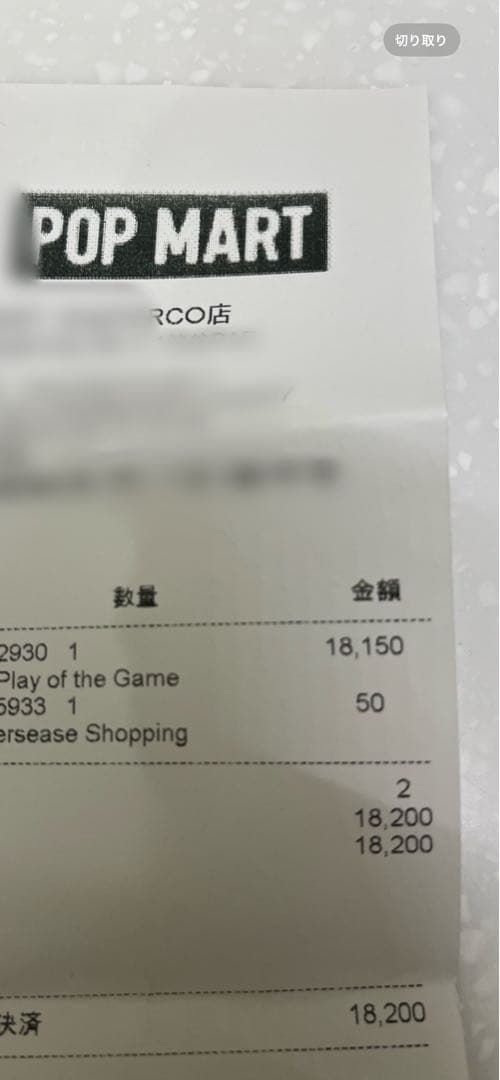 切り取り
POP MART
RCO店
数量 金額
2930 1 18,150
Play of the Game
5933 1 50
ersease Shopping
2
18,200
18,200
決済 18,200